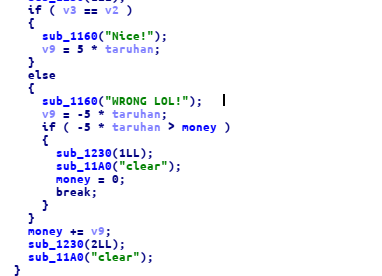 if ( v3 == v2 )
{
sub_1160("Nice!");
v9 = 5 * taruhan;
}
else
{
sub_1160("WRONG LOL!");
v9 = -5 * taruhan;
if ( -5 * taruhan > money )
{
sub_1230(1LL);
sub_11A0("clear");
money = 0;
break;
}
}
money += v9;
sub_1230(2LL);
sub_11A0("clear");
}